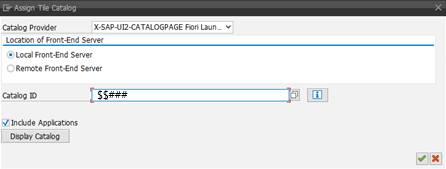 Assign Tile Catalog
Catalog Provider X-SAP-UI2-CATALOGPAGE Fiori Laun...
Location of Front-End Server
Local Front-End Server
Remote Front-End Server
Catalog ID $$###
Include Applications
Display Catalog